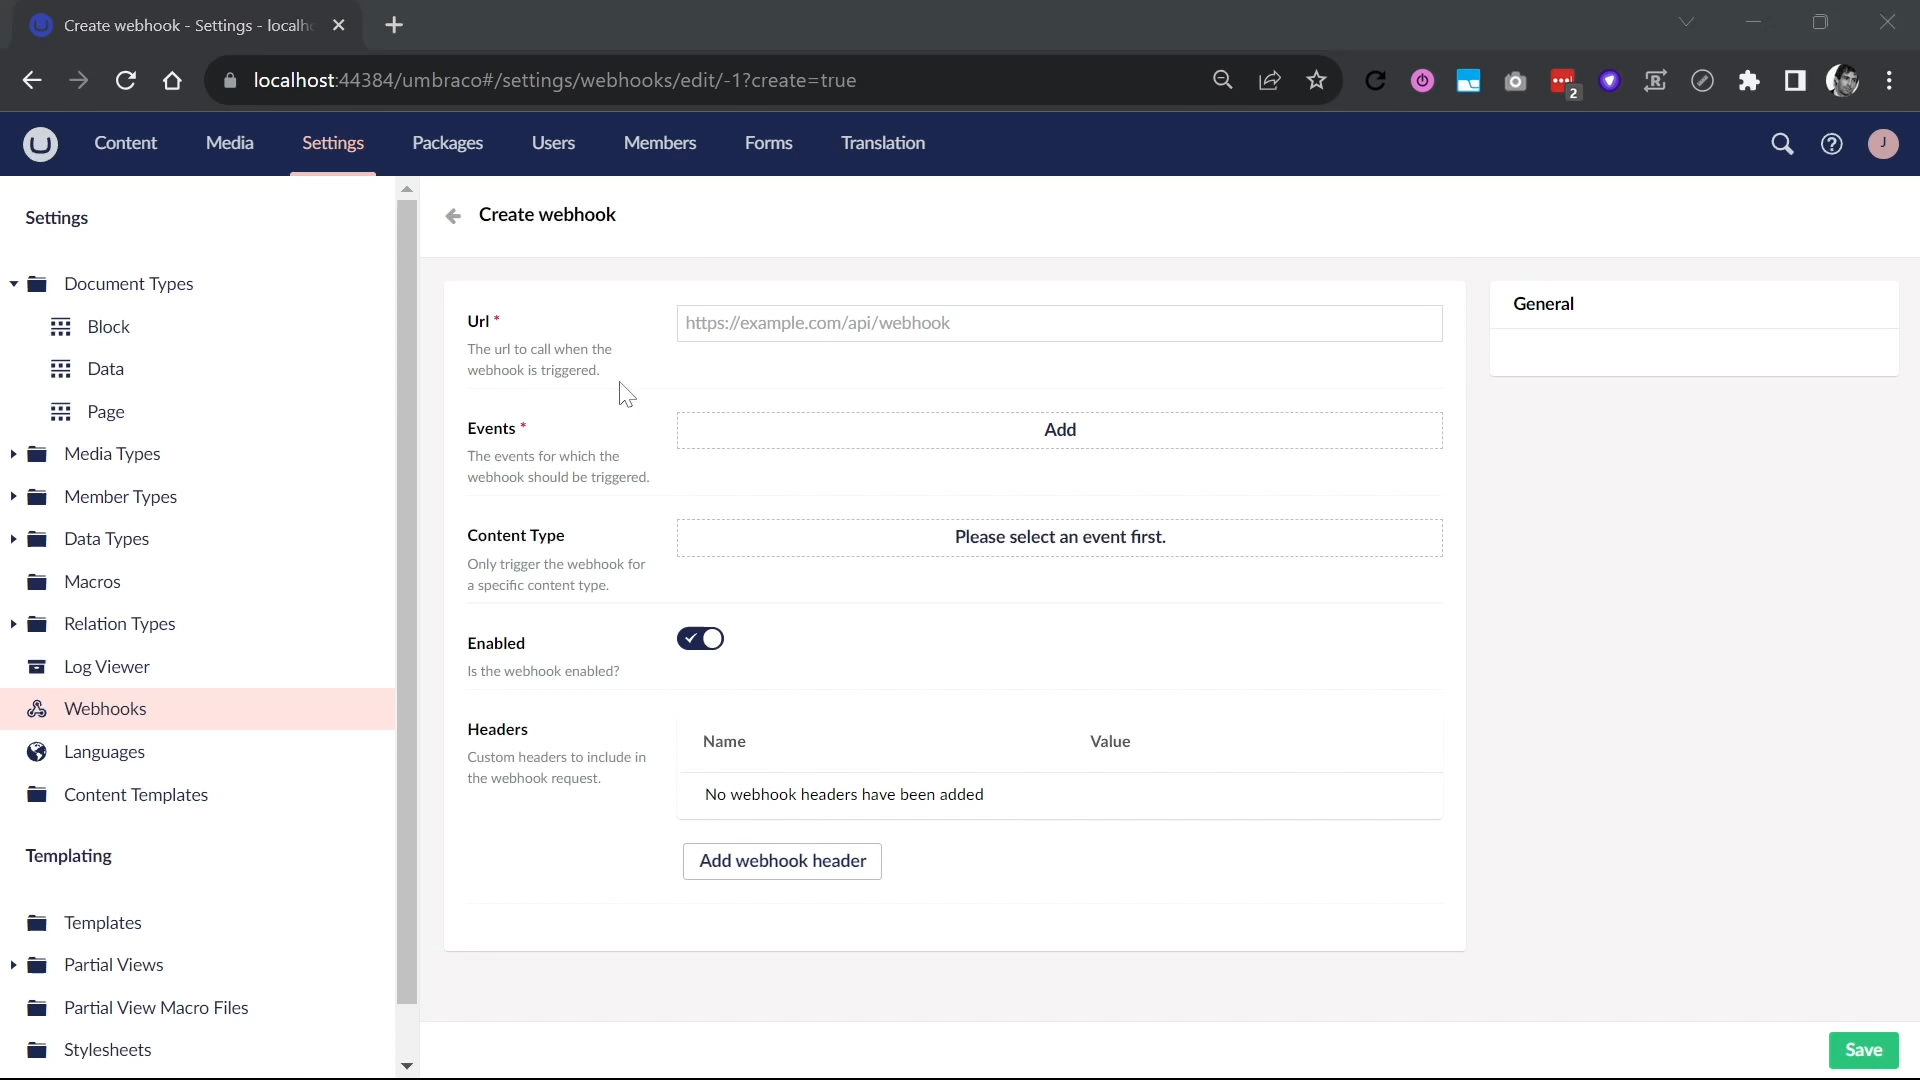 Create webhook - Settings - localh
localhost:44384/umbraco#/settings/webhooks/edit/-1?create=true
2
Content
Media
Settings
Packages
Users
Members
Forms
Translation
J
Settings
Document Types
Block
Data
Page
Media Types
Member Types
Data Types
Macros
Relation Types
Log Viewer
Webhooks
Languages
Content Templates
Templating
Templates
Partial Views
Partial View Macro Files
Stylesheets
Create webhook
Url *
The url to call when the
webhook is triggered.
https://example.com/api/webhook
Events *
The events for which the
webhook should be triggered.
Add
Content Type
Only trigger the webhook for
a specific content type.
Please select an event first.
Enabled
Is the webhook enabled?
Headers
Custom headers to include in
the webhook request.
Name
Value
No webhook headers have been added
Add webhook header
General
Save